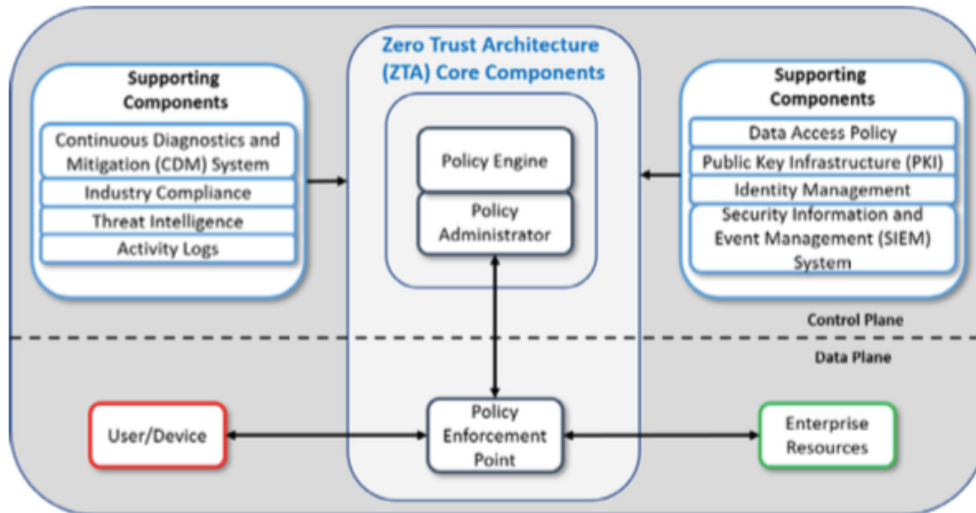 Zero Trust Architecture
(ZTA) Core Components
Supporting
Components
Continuous Diagnostics and
Mitigation (CDM) System
Industry Compliance
Threat Intelligence
Activity Logs
Policy Engine
Policy
Administrator
Supporting
Components
Data Access Policy
Public Key Infrastructure (PKI)
Identity Management
Security Information and
Event Management (SIEM)
System
Control Plane
Data Plane
User/Device
Policy
Enforcement
Point
Enterprise
Resources